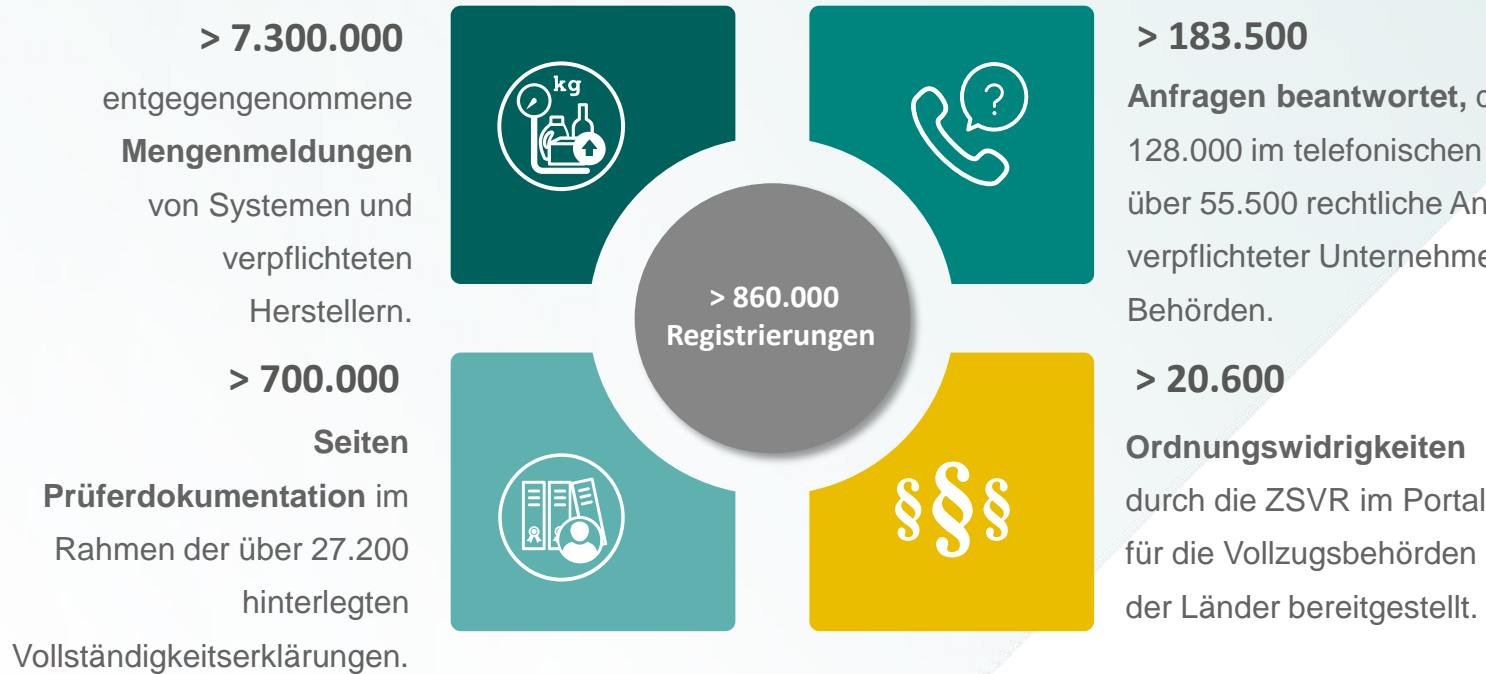 > 7.300.000
entgegengenommene
Mengenmeldungen
von Systemen und
verpflichteten
Herstellern.
> 700.000
Seiten
Prüferdokumentation im
Rahmen der über 27.200
hinterlegten
Vollständigkeitserklärungen.
kg
?
> 860.000
Registrierungen
§§§
> 183.500
Anfragen beantwortet,
128.000 im telefonischen
über 55.500 rechtliche
verpflichteter
Behörden.
> 20.600
Ordnungswidrigkeiten
durch die ZSVR im Portal
für die Vollzugsbehörden
der Länder bereitgestellt.